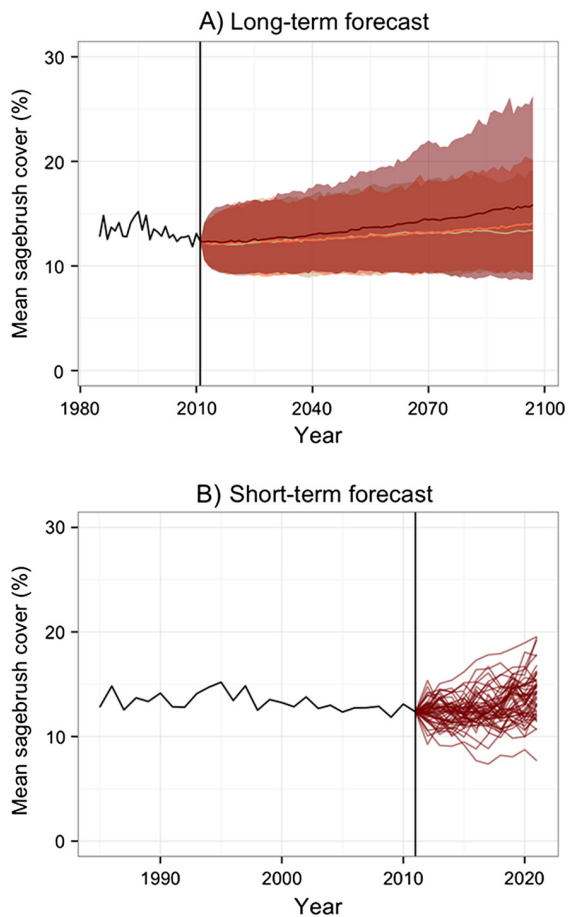 A) Long-term forecast
30
20
10
0
Mean sagebrush cover (%)
1980 2010 2040 2070 2100
Year
B) Short-term forecast
30
20
10
0
Mean sagebrush cover (%)
1990 2000 2010 2020
Year